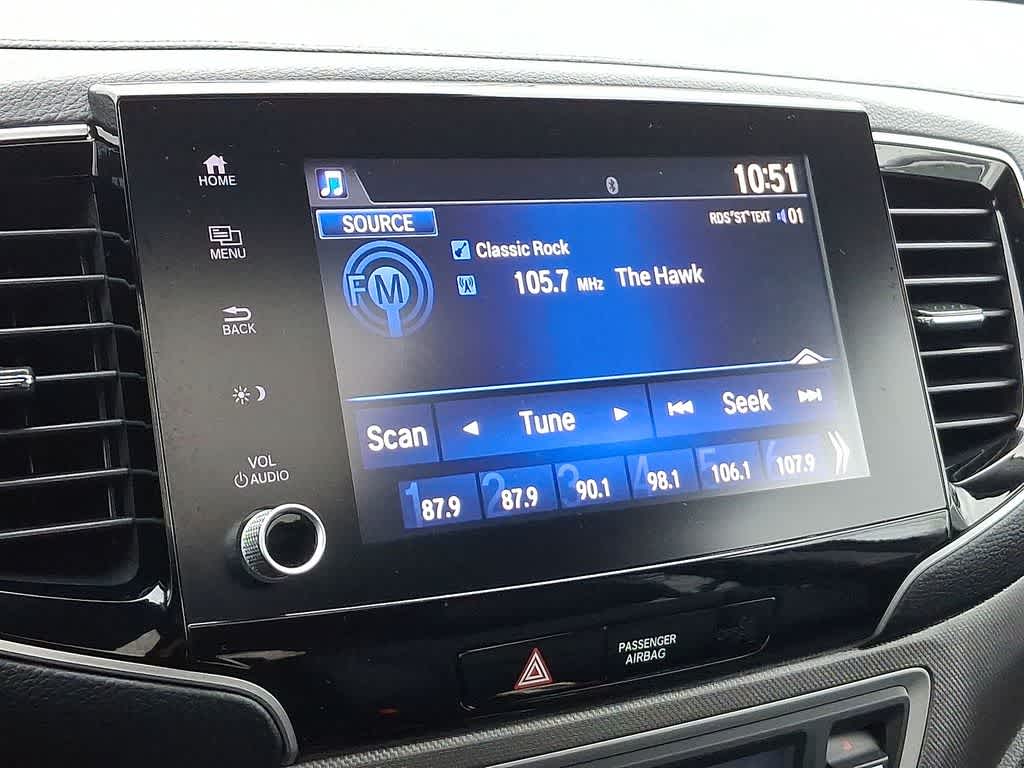 HOME
MENU
BACK
VOL
AUDIO
10:51
SOURCE
RDS ST TEXT 01
FM
Classic Rock
105.7 MHz The Hawk
Scan Tune Seek
1 87.9 2 87.9 3 90.1 4 98.1 5 106.1 6 107.9
PASSENGER
AIRBAG